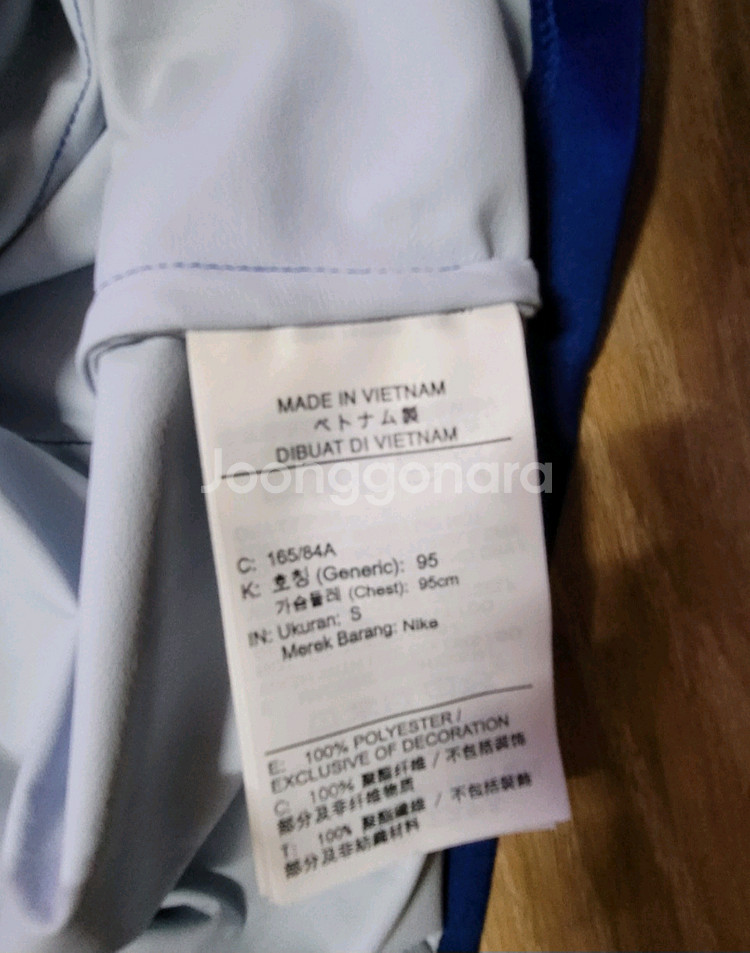 MADE IN VIETNAM
ベトナム製
DIBUAT DI VIETNAM
Joonggonara
C: 165/84A
K: 호칭 (Generic): 95
가슴둘레 (Chest): 95cm
IN: Ukuran: S
Merek Barang: Nike
E: 100% POLYESTER /
EXCLUSIVE OF DECORATION
C: 100% 聚酯纤维 / 不包括装饰
部分及非纤维物质
T: 100% 聚酯纖維 / 不包括裝飾
部分及非紡織材料